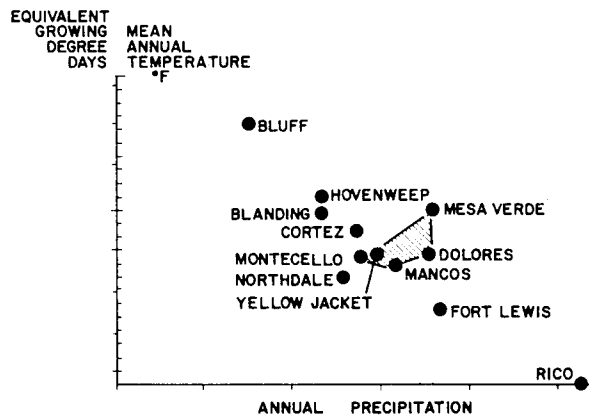 EQUIVALENT
GROWING MEAN
DEGREE ANNUAL
DAYS TEMPERATURE
°F
BLUFF
HOVENWEEP
BLANDING
MESA VERDE
CORTEZ
MONTECELLO
DOLORES
MANCOS
NORTHDALE
YELLOW JACKET
FORT LEWIS
RICO
ANNUAL PRECIPITATION